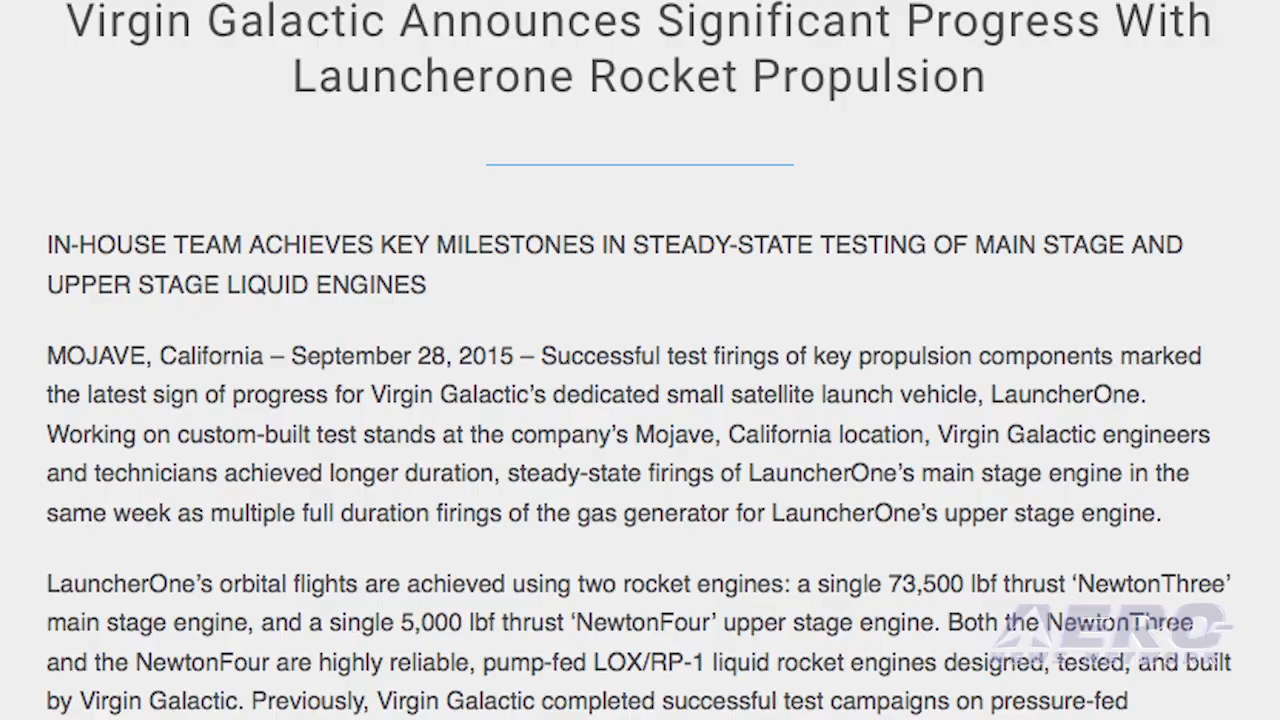 Virgin Galactic Announces Significant Progress With
Launcherone Rocket Propulsion
IN-HOUSE TEAM ACHIEVES KEY MILESTONES IN STEADY-STATE TESTING OF MAIN STAGE AND
UPPER STAGE LIQUID ENGINES
MOJAVE, California – September 28, 2015 – Successful test firings of key propulsion components marked
the latest sign of progress for Virgin Galactic’s dedicated small satellite launch vehicle, LauncherOne.
Working on custom-built test stands at the company’s Mojave, California location, Virgin Galactic engineers
and technicians achieved longer duration, steady-state firings of LauncherOne’s main stage engine in the
same week as multiple full duration firings of the gas generator for LauncherOne’s upper stage engine.
LauncherOne’s orbital flights are achieved using two rocket engines: a single 73,500 lbf thrust ‘NewtonThree’
main stage engine, and a single 5,000 lbf thrust ‘NewtonFour’ upper stage engine. Both the NewtonThree
and the NewtonFour are highly reliable, pump-fed LOX/RP-1 liquid rocket engines designed, tested, and built
by Virgin Galactic. Previously, Virgin Galactic completed successful test campaigns on pressure-fed
AERO
NEWS NETWORK